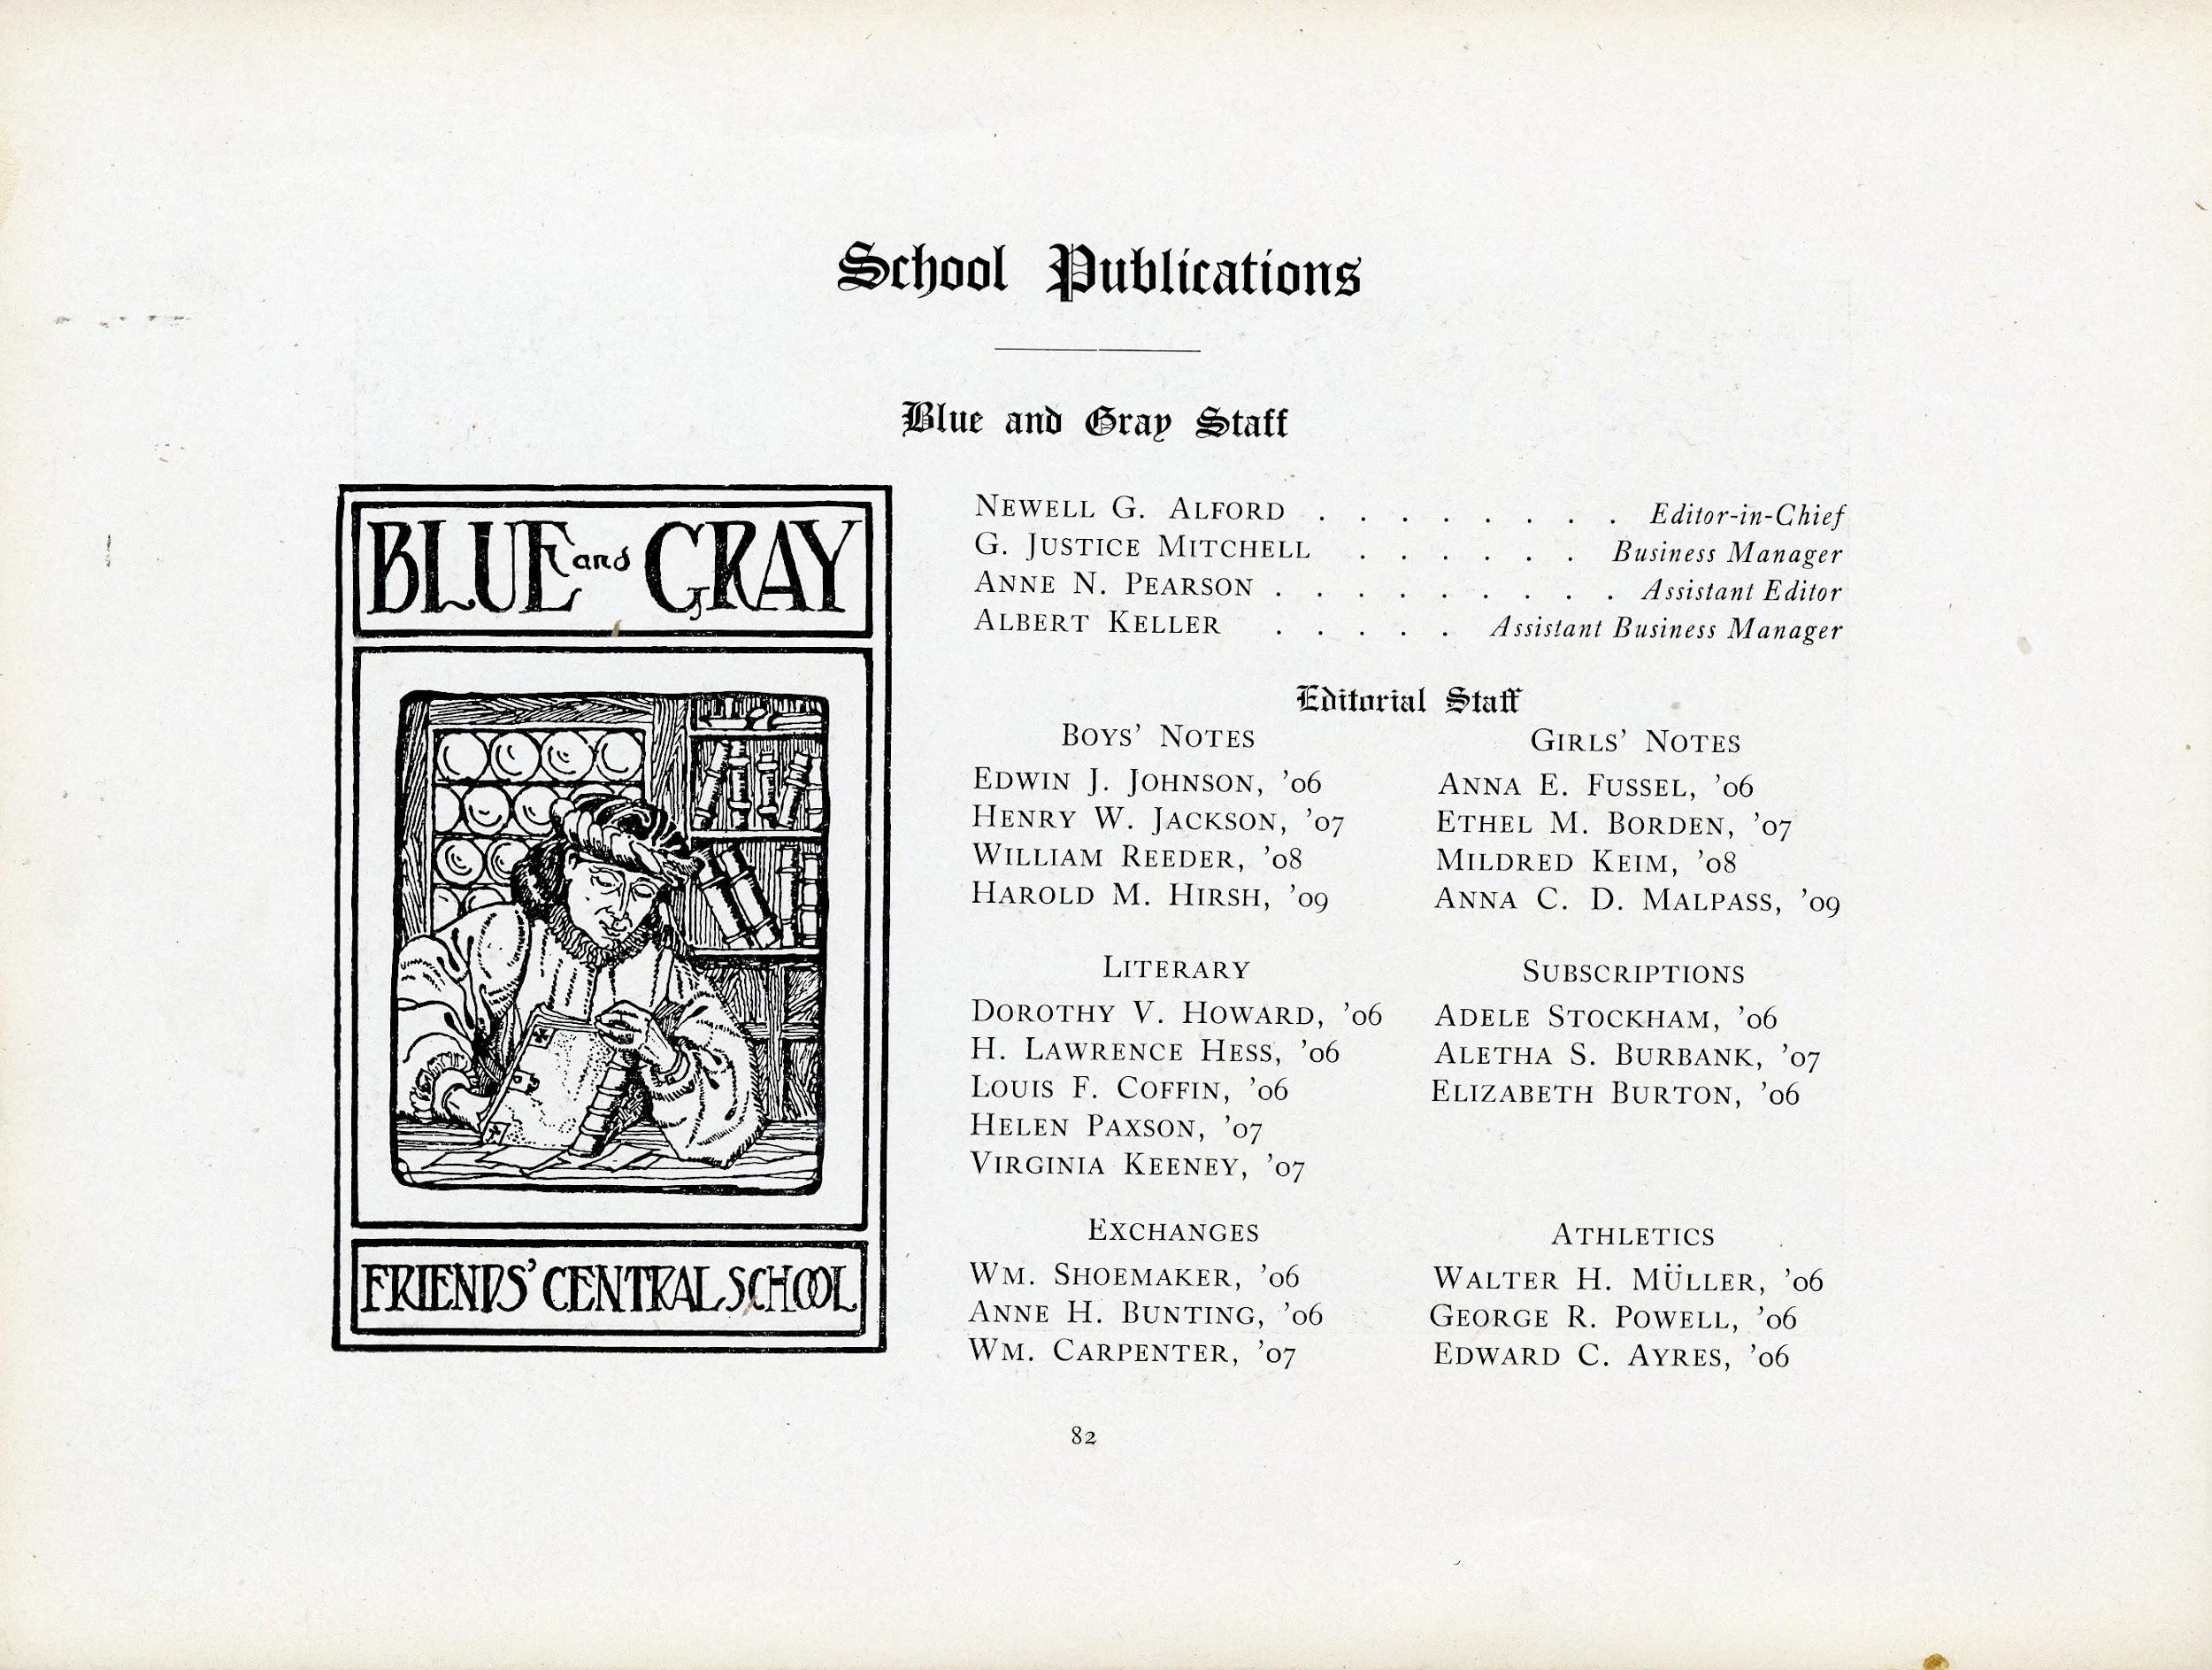 School Publications
Blue and Gray Staff
BLUE and GRAY
FRIENDS' CENTRAL SCHOOL
NEWELL G. ALFORD . . . . . . . . Editor-in-Chief
G. JUSTICE MITCHELL . . . . . . Business Manager
ANNE N. PEARSON . . . . . . . . . Assistant Editor
ALBERT KELLER . . . . . Assistant Business Manager
Editorial Staff
BOYS' NOTES
EDWIN J. JOHNSON, '06
HENRY W. JACKSON, '07
WILLIAM REEDER, '08
HAROLD M. HIRSH, '09
GIRLS' NOTES
ANNA E. FUSSEL, '06
ETHEL M. BORDEN, '07
MILDRED KEIM, '08
ANNA C. D. MALPASS, '09
LITERARY
DOROTHY V. HOWARD, '06
H. LAWRENCE HESS, '06
LOUIS F. COFFIN, '06
HELEN PAXSON, '07
VIRGINIA KEENEY, '07
SUBSCRIPTIONS
ADELE STOCKHAM, '06
ALETHA S. BURBANK, '07
ELIZABETH BURTON, '06
EXCHANGES
WM. SHOEMAKER, '06
ANNE H. BUNTING, '06
WM. CARPENTER, '07
ATHLETICS
WALTER H. MÜLLER, '06
GEORGE R. POWELL, '06
EDWARD C. AYRES, '06
82